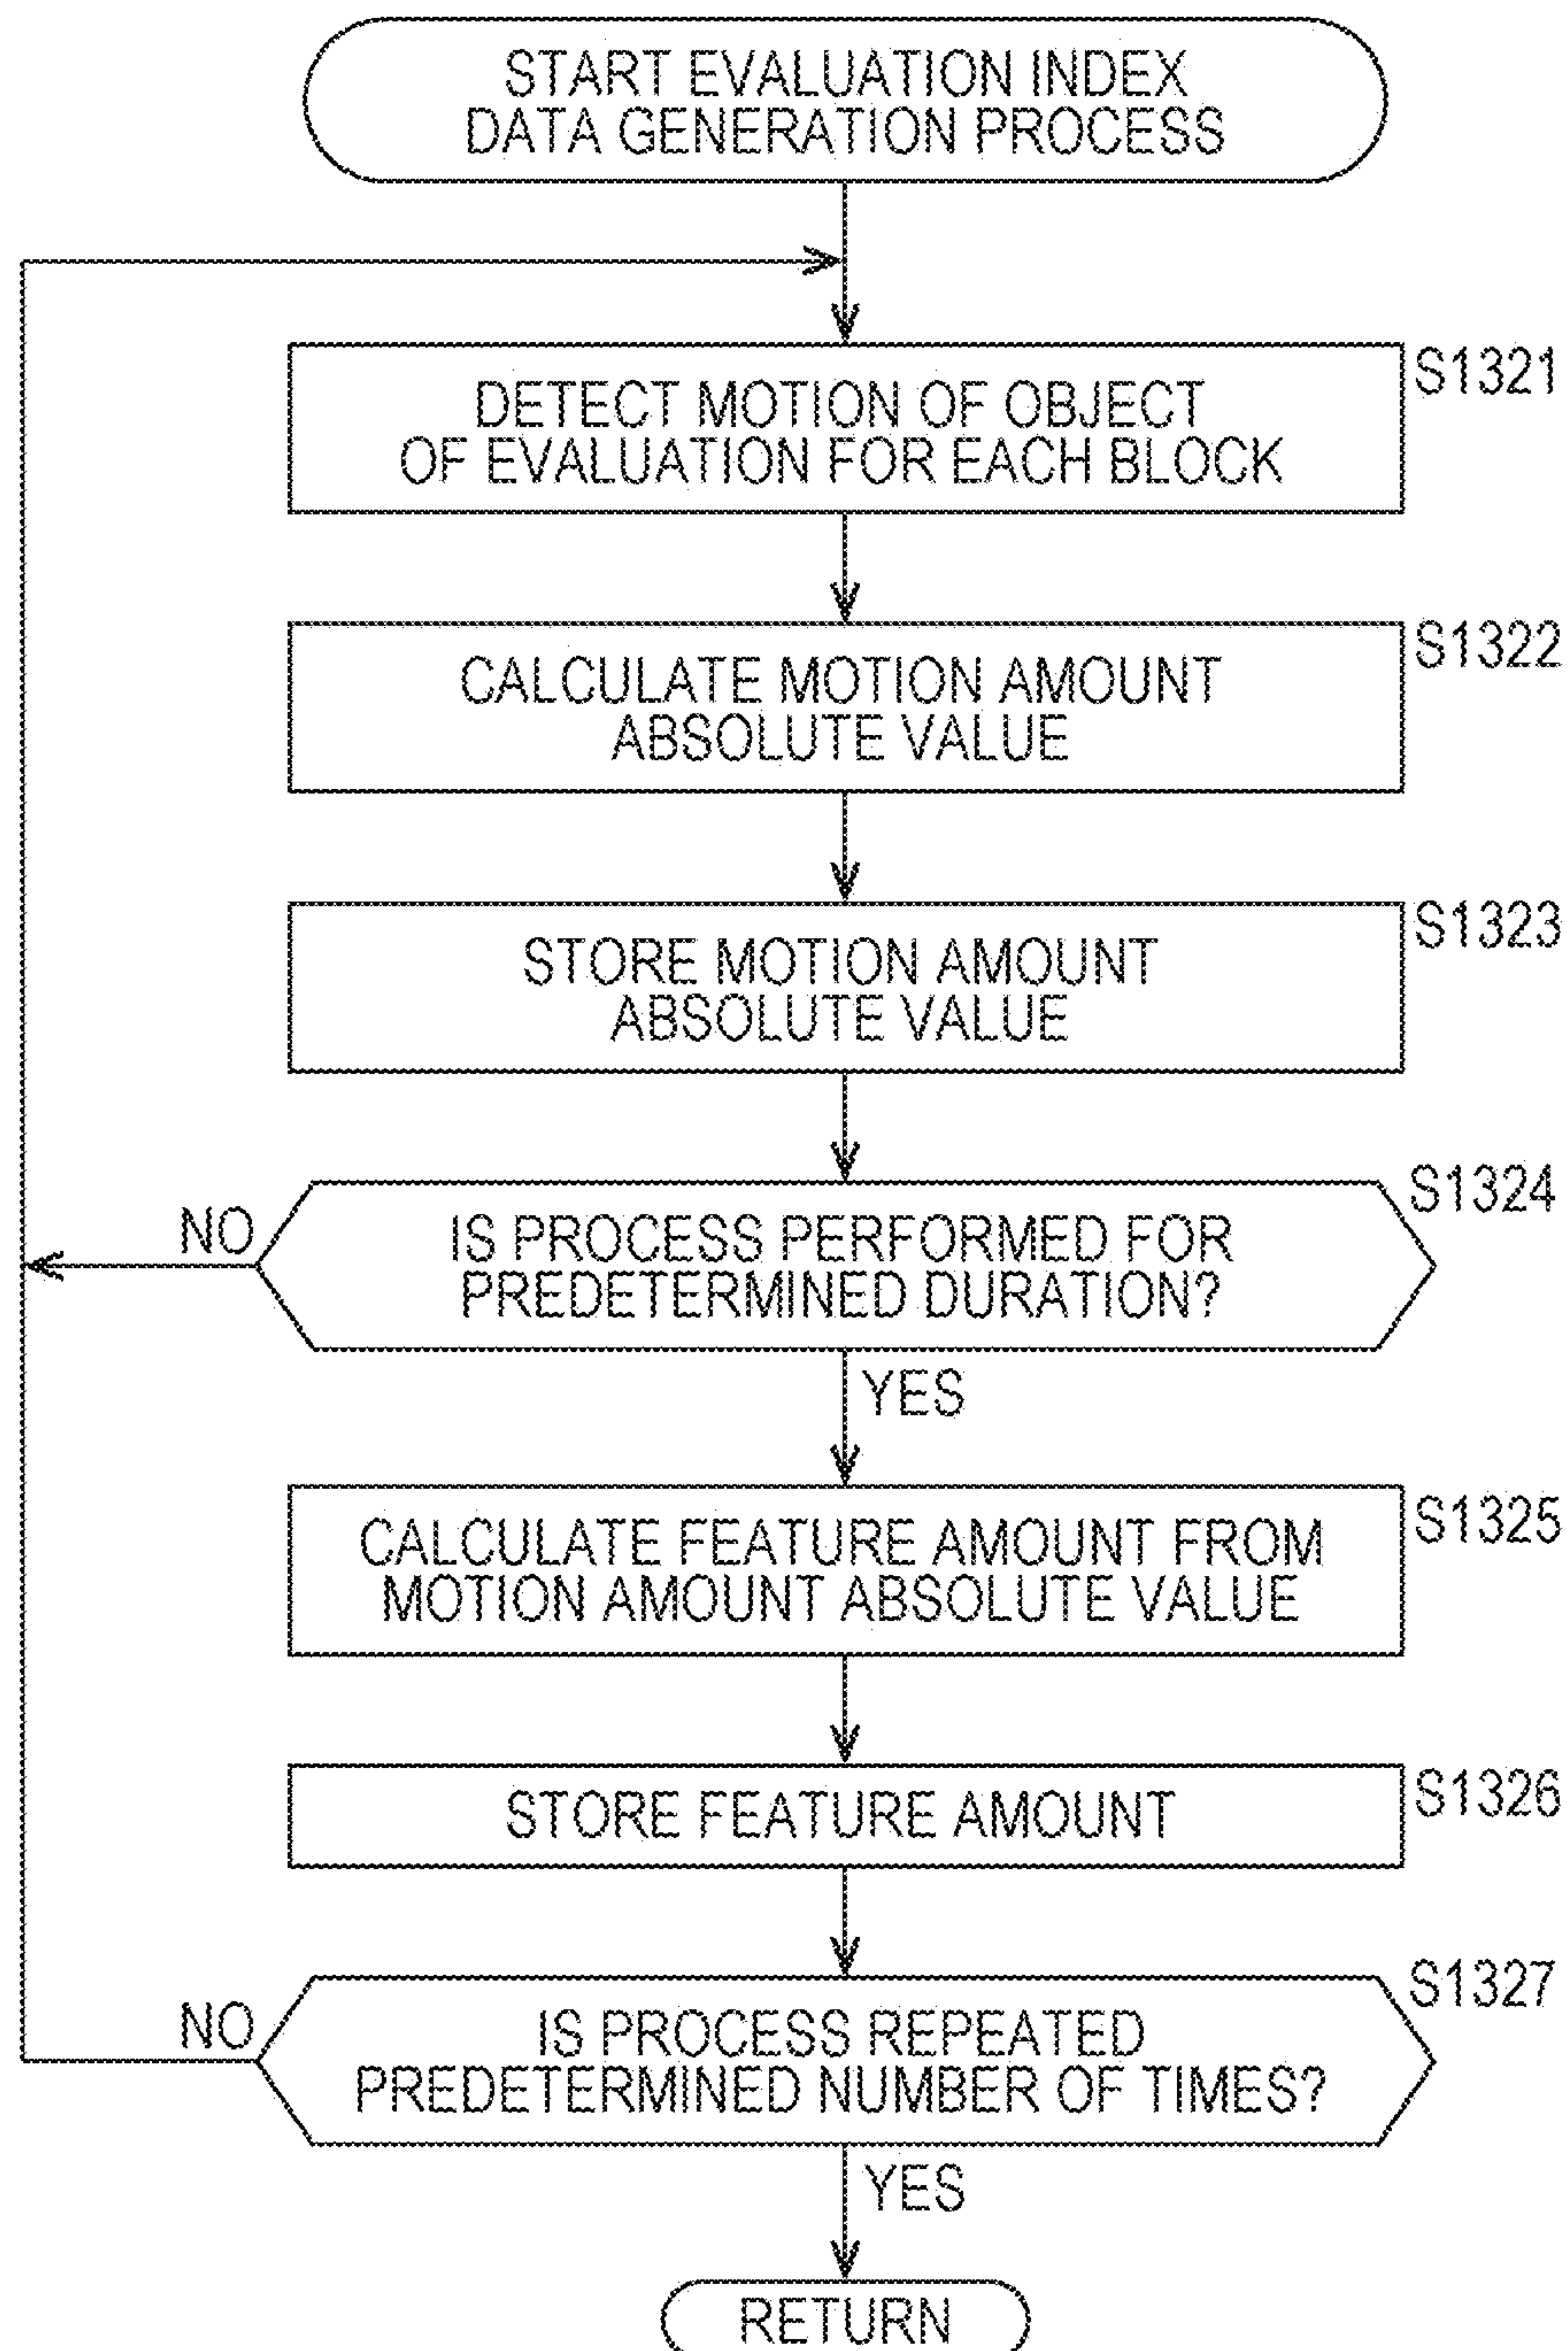 START EVALUATION INDEX
DATA GENERATION PROCESS
S1321
DETECT MOTION OF OBJECT
OF EVALUATION FOR EACH BLOCK
S1322
CALCULATE MOTION AMOUNT
ABSOLUTE VALUE
S1323
STORE MOTION AMOUNT
ABSOLUTE VALUE
S1324
NO
IS PROCESS PERFORMED FOR
PREDETERMINED DURATION?
YES
S1325
CALCULATE FEATURE AMOUNT FROM
MOTION AMOUNT ABSOLUTE VALUE
S1326
STORE FEATURE AMOUNT
S1327
NO
IS PROCESS REPEATED
PREDETERMINED NUMBER OF TIMES?
YES
RETURN